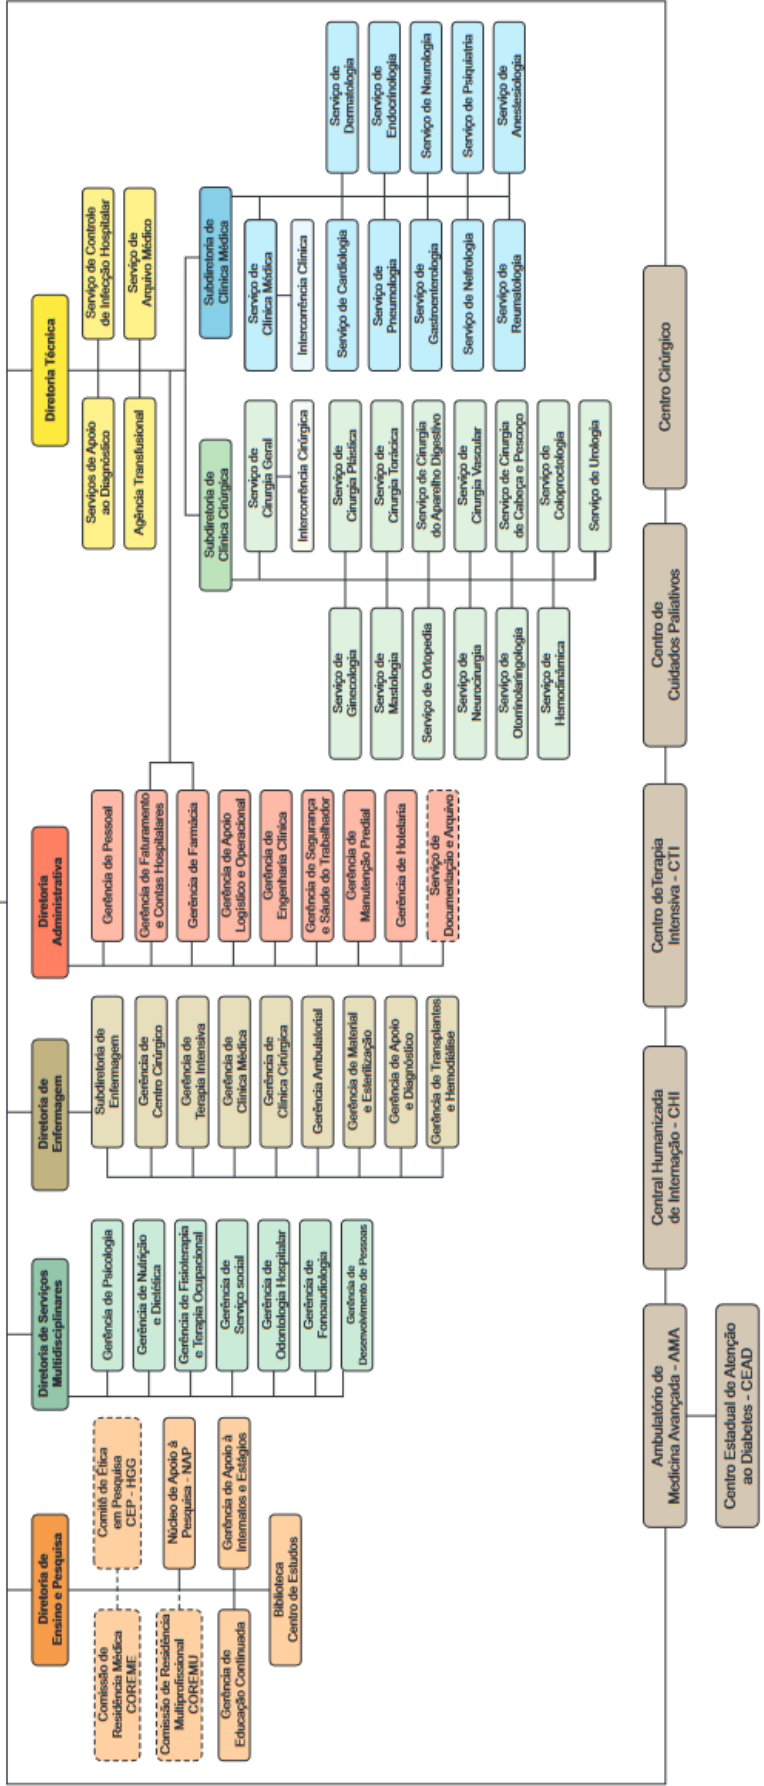 Diretoria de
Ensino e Pesquisa
Comissão de
Residência Médica
COREME
Comitê de Ética
em Pesquisa
CEP - HGG
Comissão de Residência
Multiprofissional
COREMU
Núcleo de Apoio à
Pesquisa - NAP
Gerência de
Educação Continuada
Gerência de Apoio à
Internatos e Estágios
Biblioteca
Centro de Estudos
Diretoria de Serviços
Multidisciplinares
Gerência de Psicologia
Gerência de Nutrição
e Dietética
Gerência de Fisioterapia
e Terapia Ocupacional
Gerência de
Serviço social
Gerência de
Odontologia Hospitalar
Gerência de
Fonoaudiologia
Gerência de
Desenvolvimento de Pessoas
Diretoria de
Enfermagem
Subdiretoria de
Enfermagem
Gerência de
Centro Cirúrgico
Gerência de
Terapia Intensiva
Gerência de
Clínica Médica
Gerência de
Clínica Cirúrgica
Gerência Ambulatorial
Gerência de Material
e Esterilização
Gerência de Apoio
e Diagnóstico
Gerência de Transplantes
e Hemodiálise
Diretoria
Administrativa
Gerência de Pessoal
Gerência de Faturamento
e Contas Hospitalares
Gerência de Farmácia
Gerência de Apoio
Logístico e Operacional
Gerência de
Engenharia Clínica
Gerência de Segurança
e Sáude do Trabalhador
Gerência de
Manutenção Predial
Gerência de Hotelaria
Serviço de
Documentação e Arquivo
Diretoria Técnica
Serviços de Apoio
ao Diagnóstico
Serviço de Controle
de Infecção Hospitalar
Agência Transfusional
Serviço de
Arquivo Médico
Subdiretoria de
Clínica Cirúrgica
Serviço de
Cirurgia Geral
Intercorrência Cirúrgica
Serviço de
Ginecologia
Serviço de
Cirurgia Plástica
Serviço de
Mastologia
Serviço de
Cirurgia Torácica
Serviço de Ortopedia
Serviço de Cirurgia
do Aparelho Digestivo
Serviço de
Neurocirurgia
Serviço de
Cirurgia Vascular
Serviço de
Otorrinolaringologia
Serviço de Cirurgia
de Cabeça e Pescoço
Serviço de
Hemodinâmica
Serviço de
Coloproctologia
Serviço de Urologia
Subdiretoria de
Clínica Médica
Serviço de
Clínica Médica
Intercorrência Clínica
Serviço de Cardiologia
Serviço de
Dermatologia
Serviço de
Pneumologia
Serviço de
Endocrinologia
Serviço de
Gastroenterologia
Serviço de Neurologia
Serviço de Nefrologia
Serviço de Psiquiatria
Serviço de
Reumatologia
Serviço de
Anestesiologia
Ambulatório de
Medicina Avançada - AMA
Central Humanizada
de Internação - CHI
Centro deTerapia
Intensiva - CTI
Centro de
Cuidados Paliativos
Centro Cirúrgico
Centro Estadual de Atenção
ao Diabetes - CEAD